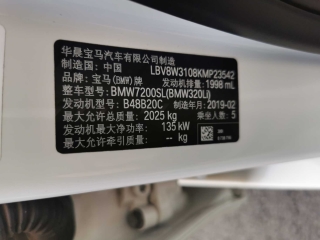 华晨宝马汽车有限公司制造
制造国: 中国 LBV8W3108KMP23542
品牌: 宝马(BMW)牌 发动机排量: 1998 mL
整车型号: BMW7200SL(BMW320Li)
发动机型号: B48B20C 制造年月: 2019-02
最大允许总质量: 2025 kg 乘坐人数: 5
发动机最大净功率: 135 kW
最大允许牵引质量: -- kg